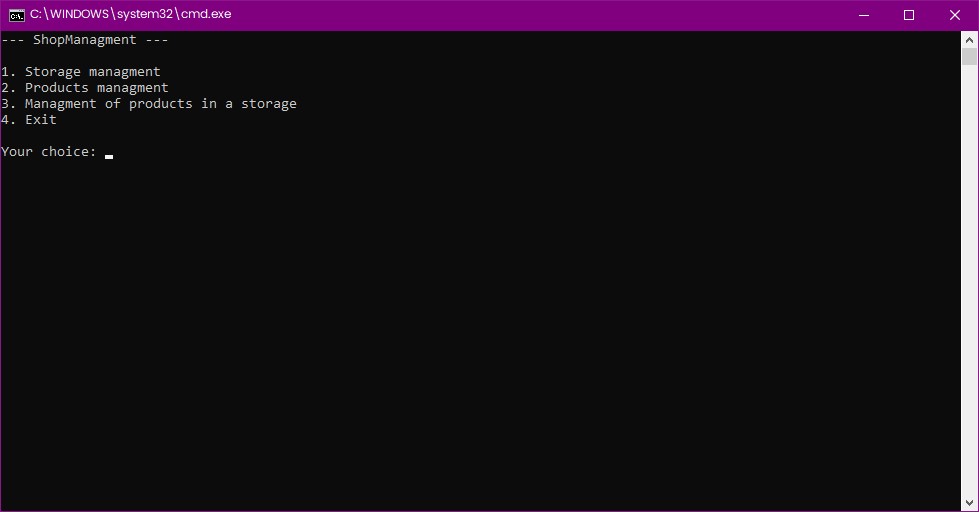 C:\WINDOWS\system32\cmd.exe
--- ShopManagment ---
1. Storage managment
2. Products managment
3. Managment of products in a storage
4. Exit
Your choice: